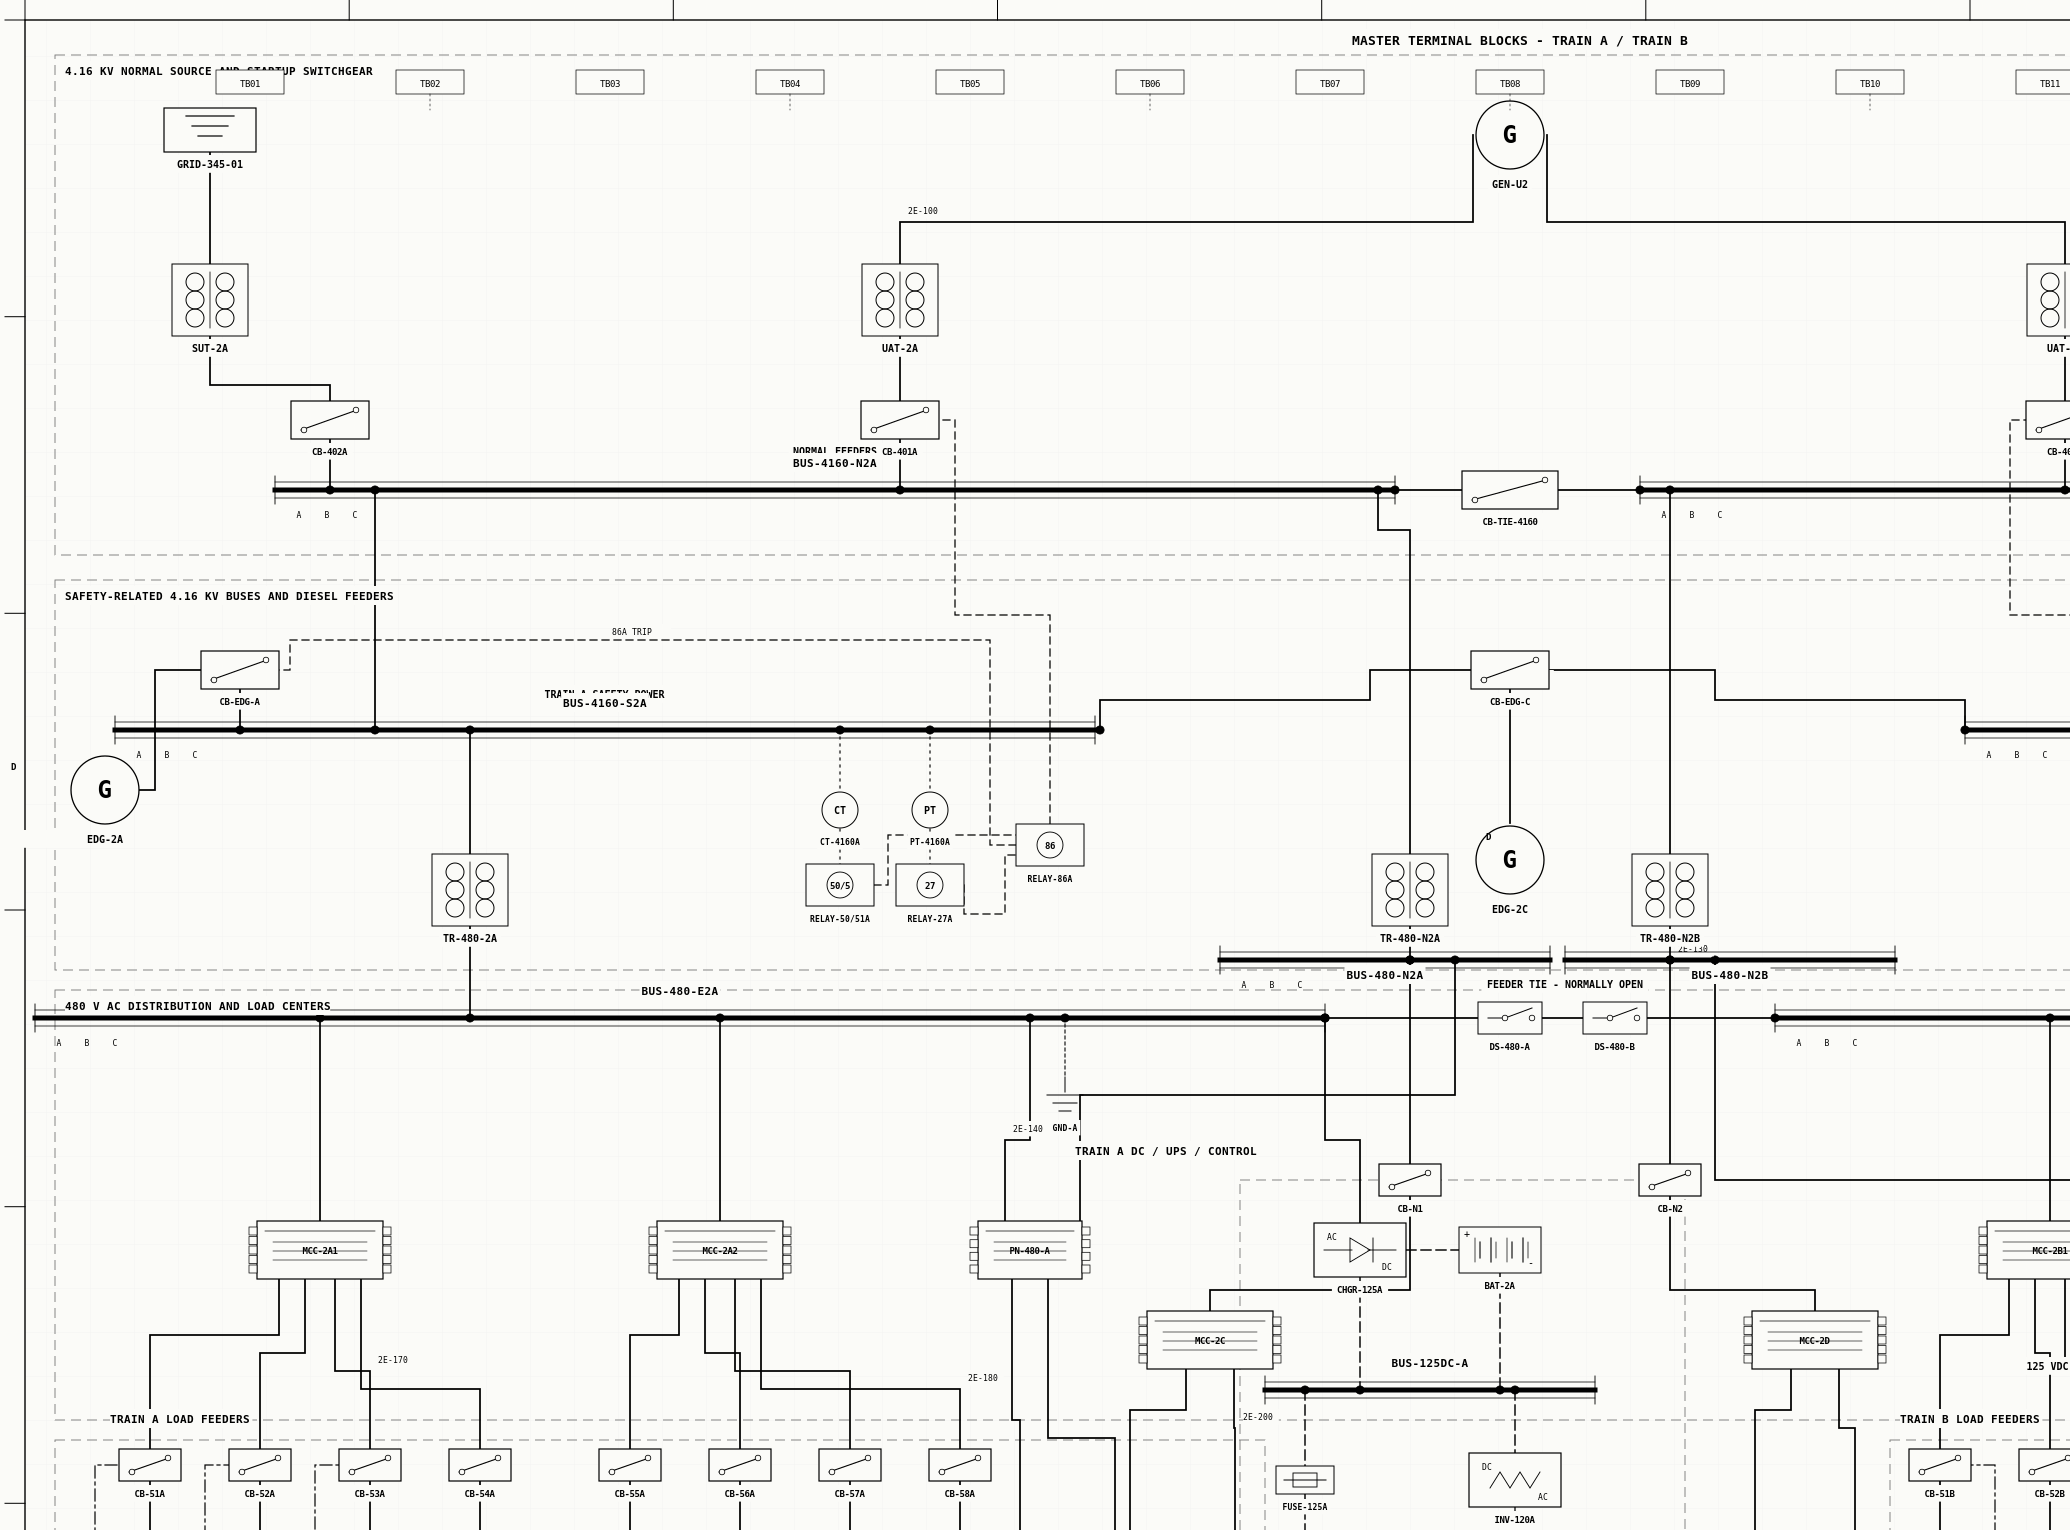 MASTER TERMINAL BLOCKS - TRAIN A / TRAIN B
4.16 KV NORMAL SOURCE AND STARTUP SWITCHGEAR
TB01 TB02 TB03 TB04 TB05 TB06 TB07 TB08 TB09 TB10 TB11
G
GRID-345-01
GEN-U2
2E-100
SUT-2A UAT-2A UAT-
CB-402A CB-401A CB-40
NORMAL FEEDERS
BUS-4160-N2A
A B C
CB-TIE-4160
A B C
SAFETY-RELATED 4.16 KV BUSES AND DIESEL FEEDERS
86A TRIP
CB-EDG-A
TRAIN A SAFETY POWER
BUS-4160-S2A
CB-EDG-C
A B C
A B C
D
G
EDG-2A
CT PT
CT-4160A PT-4160A
86
RELAY-86A
50/5 27
RELAY-50/51A RELAY-27A
D
G
EDG-2C
TR-480-2A TR-480-N2A TR-480-N2B
2E-130
BUS-480-N2A BUS-480-N2B
A B C
FEEDER TIE - NORMALLY OPEN
BUS-480-E2A
480 V AC DISTRIBUTION AND LOAD CENTERS
A B C
DS-480-A DS-480-B
A B C
2E-140 GND-A
TRAIN A DC / UPS / CONTROL
CB-N1 CB-N2
MCC-2A1 MCC-2A2 PN-480-A
AC
DC
CHGR-125A
+
-
BAT-2A
MCC-2B1
MCC-2C MCC-2D
2E-170 2E-180
BUS-125DC-A
125 VDC
TRAIN A LOAD FEEDERS
2E-200
TRAIN B LOAD FEEDERS
CB-51A CB-52A CB-53A CB-54A CB-55A CB-56A CB-57A CB-58A
FUSE-125A
DC
AC
INV-120A
CB-51B CB-52B